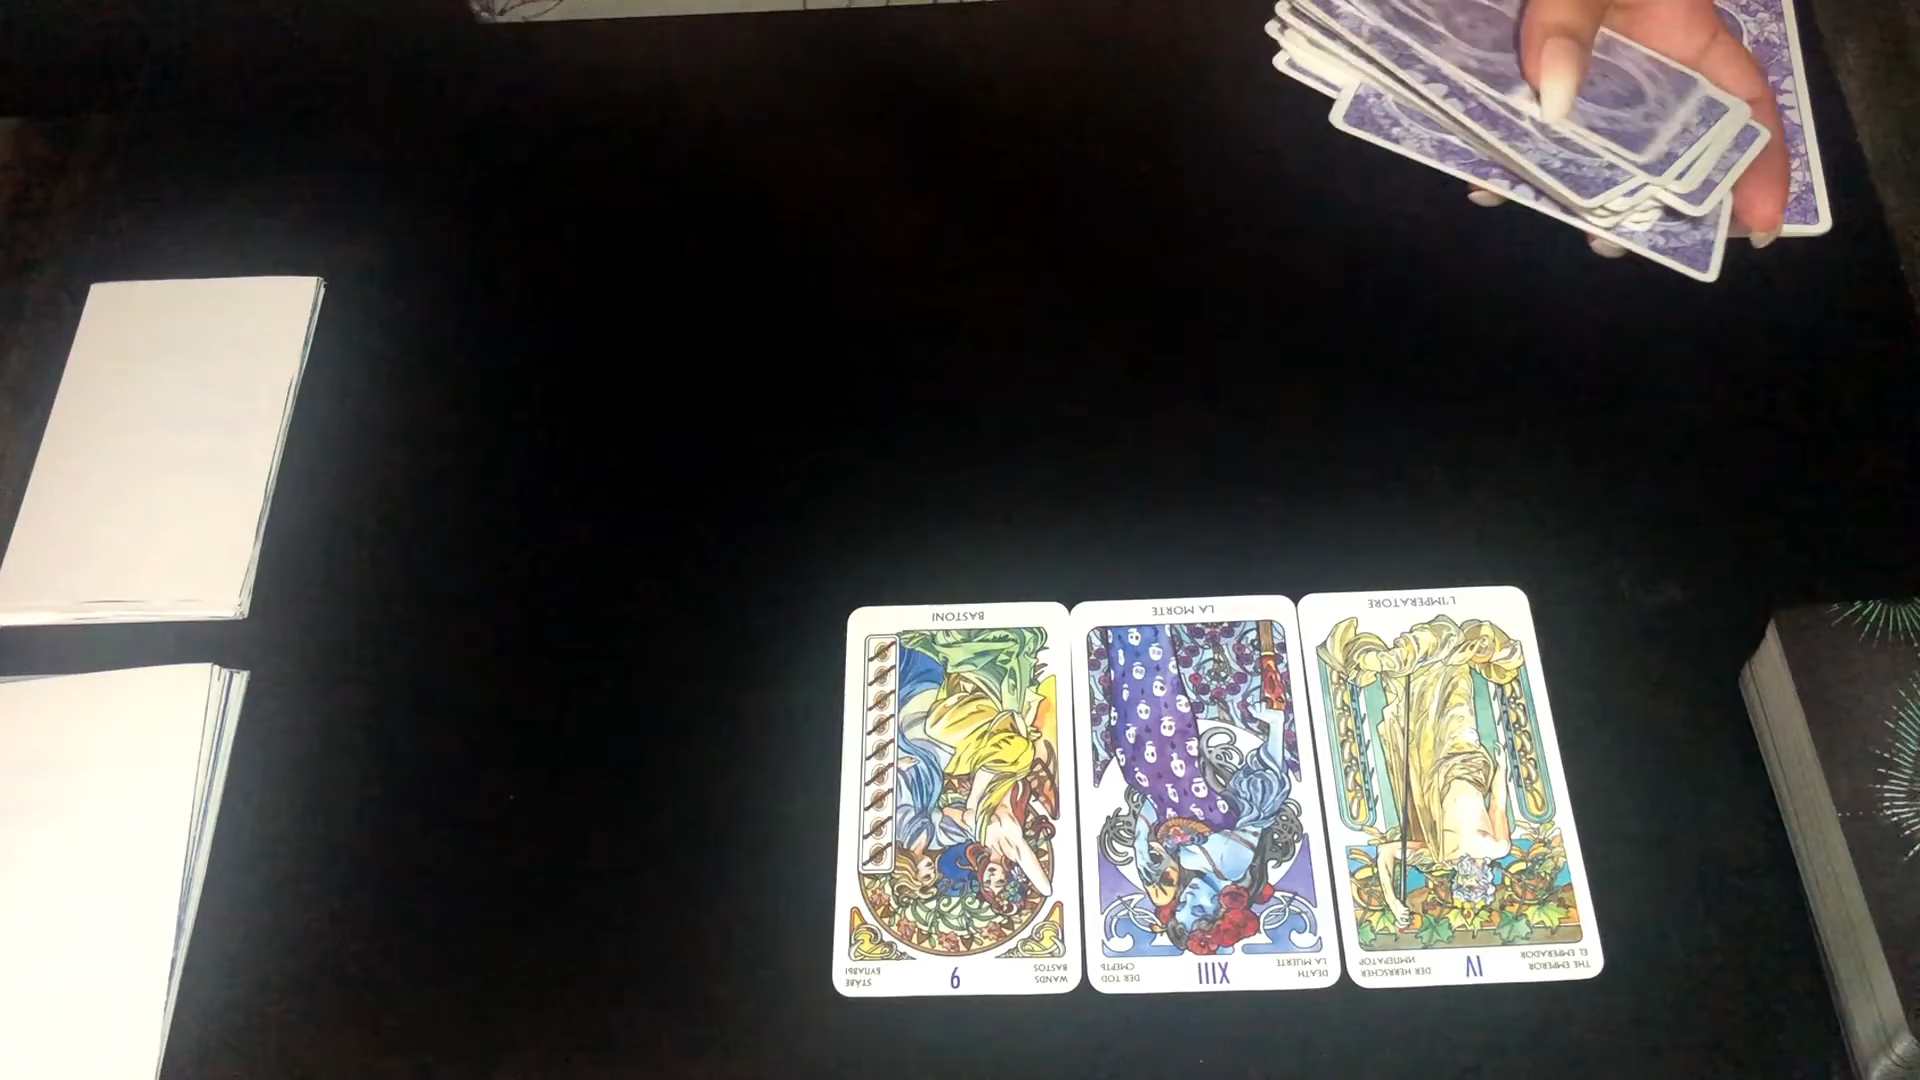 BASTONI
9
WANDS
BASTOS
STÄBE
БУЛАВЫ
LA MORTE
XIII
DEATH
LA MUERTE
DER TOD
СМЕРТЬ
L'IMPERATORE
IV
THE EMPEROR
EL EMPERADOR
DER HERRSCHER
ИМПЕРАТОР